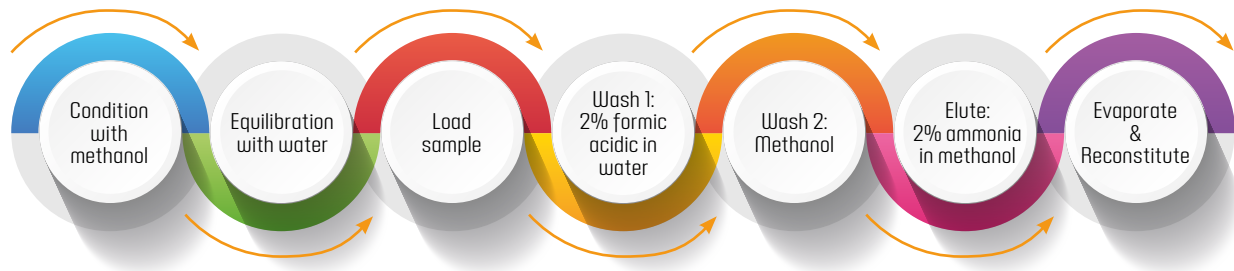 Condition
with
methanol
Equilibration
with water
Load
sample
Wash 1:
2% formic
acidic in
water
Wash 2:
Methanol
Elute:
2% ammonia
in methanol
Evaporate
&
Reconstitute